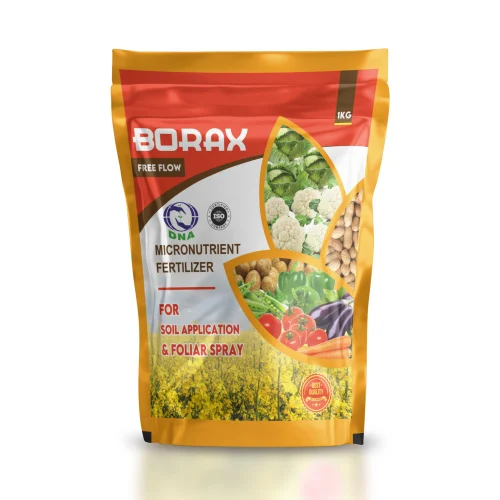 1KG
BORAX
FREE FLOW
ISO
DNA
MICRONUTRIENT
FERTILIZER
FOR
SOIL APPLICATION
& FOLIAR SPRAY
BEST
QUALITY